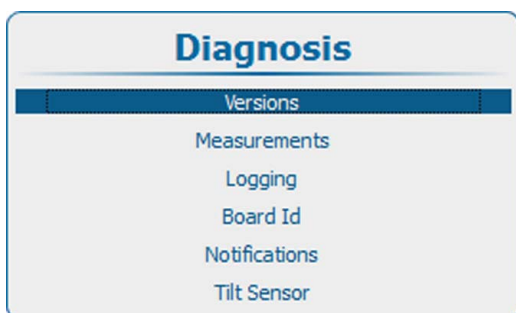 Diagnosis
Versions
Measurements
Logging
Board Id
Notifications
Tilt Sensor